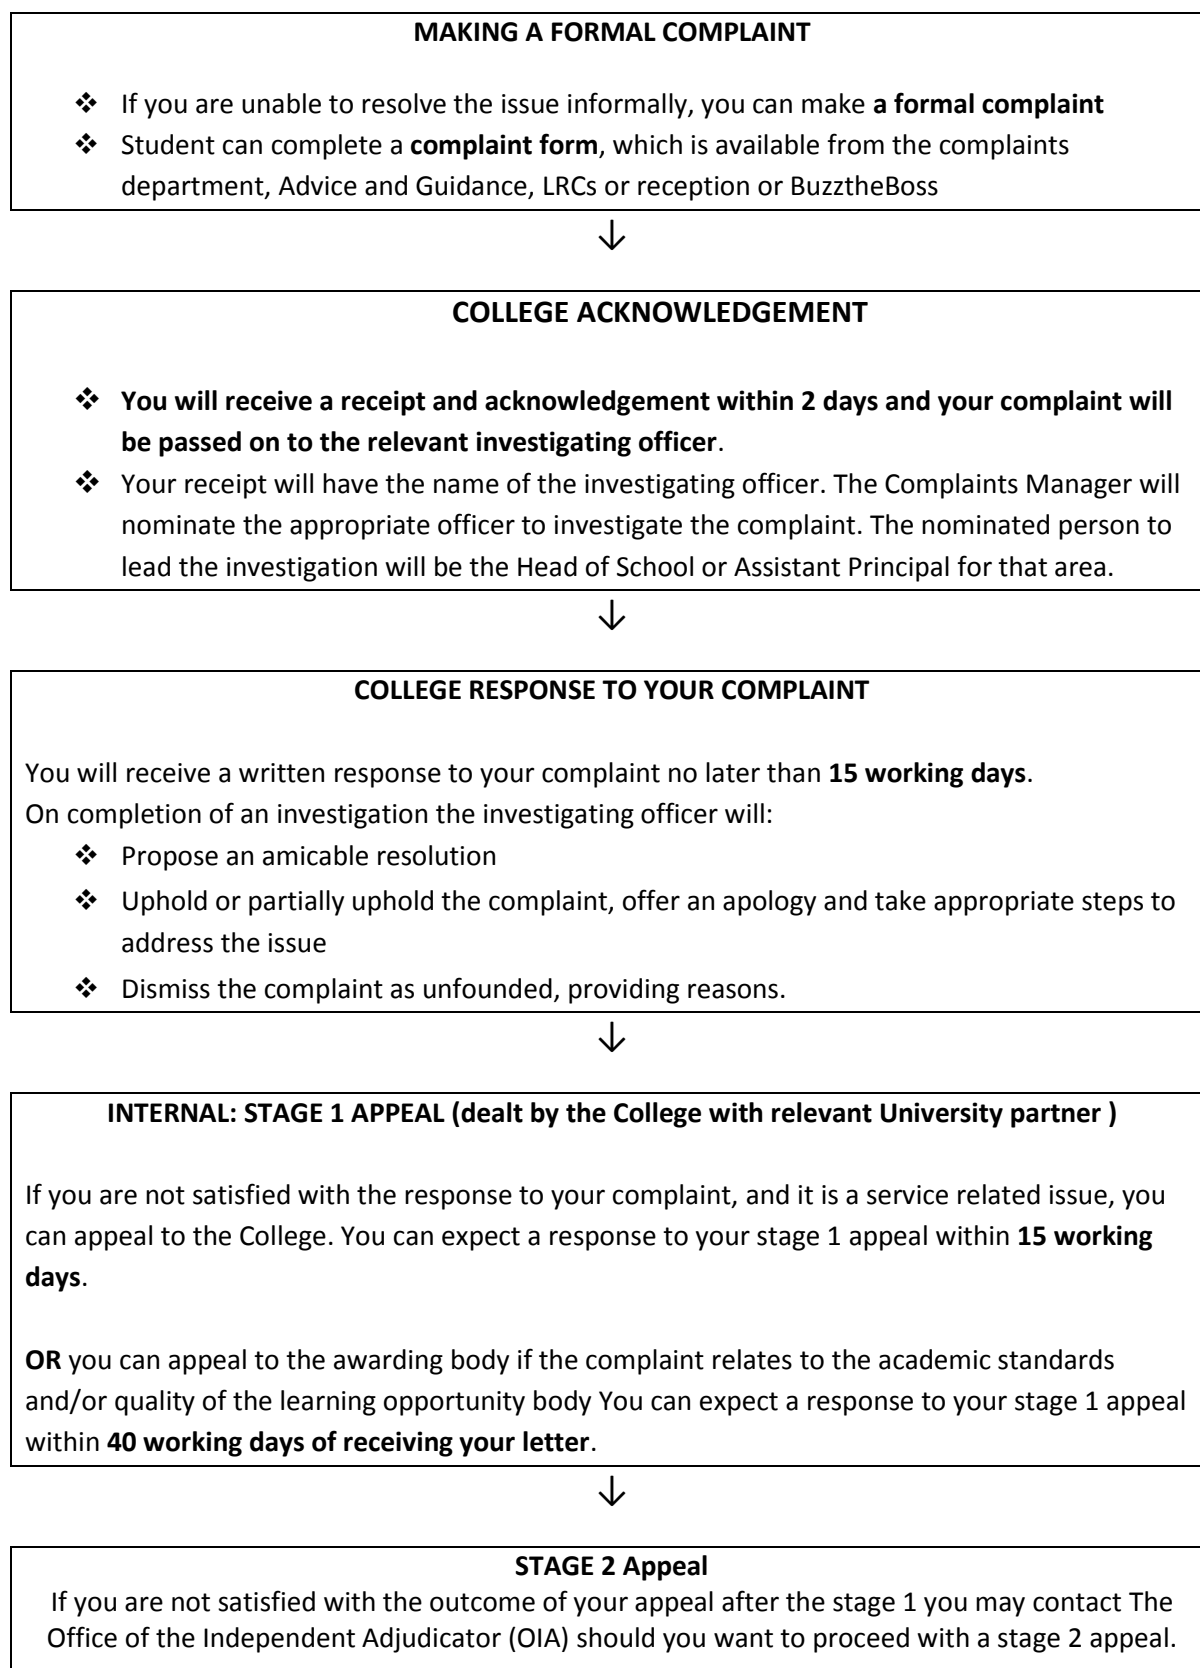 MAKING A FORMAL COMPLAINT
❖ If you are unable to resolve the issue informally, you can make a formal complaint
❖ Student can complete a complaint form, which is available from the complaints
department, Advice and Guidance, LRCs or reception or BuzztheBoss
↓
COLLEGE ACKNOWLEDGEMENT
❖ You will receive a receipt and acknowledgement within 2 days and your complaint will
be passed on to the relevant investigating officer.
❖ Your receipt will have the name of the investigating officer. The Complaints Manager will
nominate the appropriate officer to investigate the complaint. The nominated person to
lead the investigation will be the Head of School or Assistant Principal for that area.
↓
COLLEGE RESPONSE TO YOUR COMPLAINT
You will receive a written response to your complaint no later than 15 working days.
On completion of an investigation the investigating officer will:
❖ Propose an amicable resolution
❖ Uphold or partially uphold the complaint, offer an apology and take appropriate steps to
address the issue
❖ Dismiss the complaint as unfounded, providing reasons.
↓
INTERNAL: STAGE 1 APPEAL (dealt by the College with relevant University partner )
If you are not satisfied with the response to your complaint, and it is a service related issue, you
can appeal to the College. You can expect a response to your stage 1 appeal within 15 working
days.
OR you can appeal to the awarding body if the complaint relates to the academic standards
and/or quality of the learning opportunity body You can expect a response to your stage 1 appeal
within 40 working days of receiving your letter.
↓
STAGE 2 Appeal
If you are not satisfied with the outcome of your appeal after the stage 1 you may contact The
Office of the Independent Adjudicator (OIA) should you want to proceed with a stage 2 appeal.